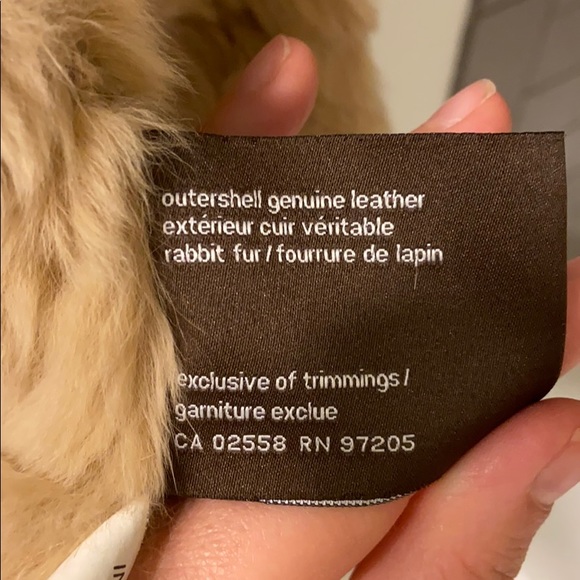 outershell genuine leather
extérieur cuir véritable
rabbit fur/fourrure de lapin
exclusive of trimmings/
garniture exclue
CA 02558 RN 97205